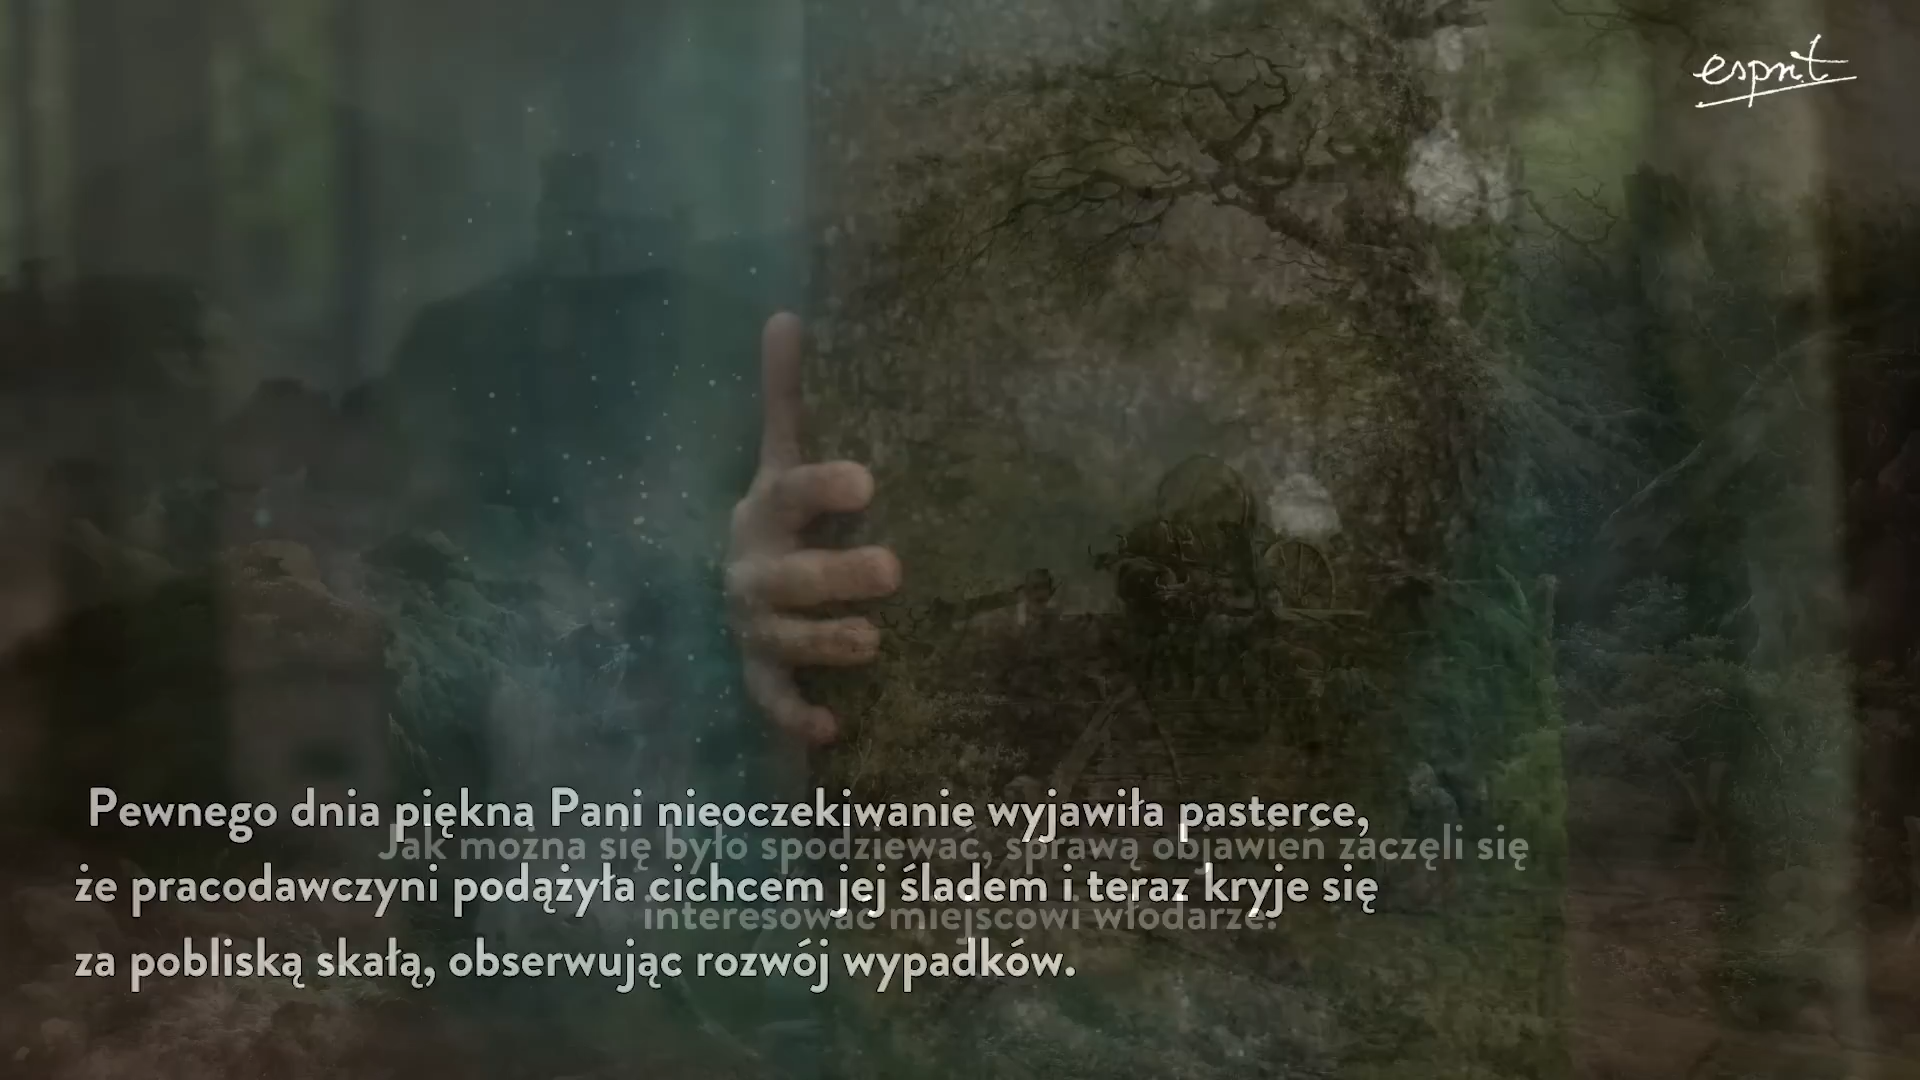 esprit
Pewnego dnia piękna Pani nieoczekiwanie wyjawiła pasterce,
że pracodawczyni podążyła cichcem jej śladem i teraz kryje się
za pobliską skałą, obserwując rozwój wypadków.
Jak można się było spodziewać, sprawą objawień zaczęli się
interesować miejscowi włodarze.